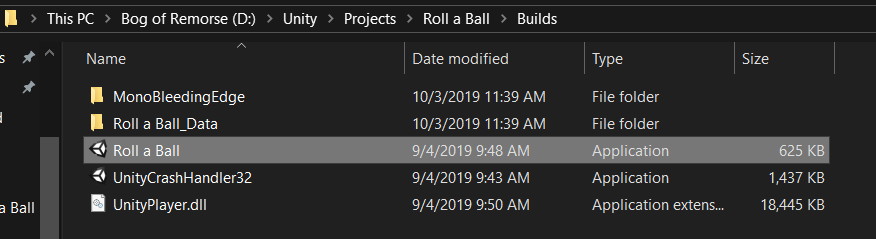 This PC > Bog of Remorse (D:) > Unity > Projects > Roll a Ball > Builds
Name Date modified Type Size
MonoBleedingEdge 10/3/2019 11:39 AM File folder
Roll a Ball_Data 10/3/2019 11:39 AM File folder
Roll a Ball 9/4/2019 9:48 AM Application 625 KB
UnityCrashHandler32 9/4/2019 9:43 AM Application 1,437 KB
a Ball
UnityPlayer.dll 9/4/2019 9:50 AM Application extens... 18,445 KB